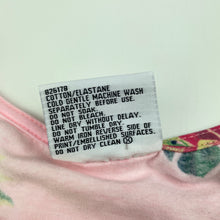 025170
COTTON/ELASTANE
COLD GENTLE MACHINE WASH
SEPARATELY BEFORE USE.
DO NOT SOAK.
DO NOT BLEACH.
LINE DRY WITHOUT DELAY.
DO NOT TUMBLE DRY.
WARM IRON REVERSE SIDE OF
PRINT/EMBELLISHED SURFACES.
DO NOT DRY CLEAN